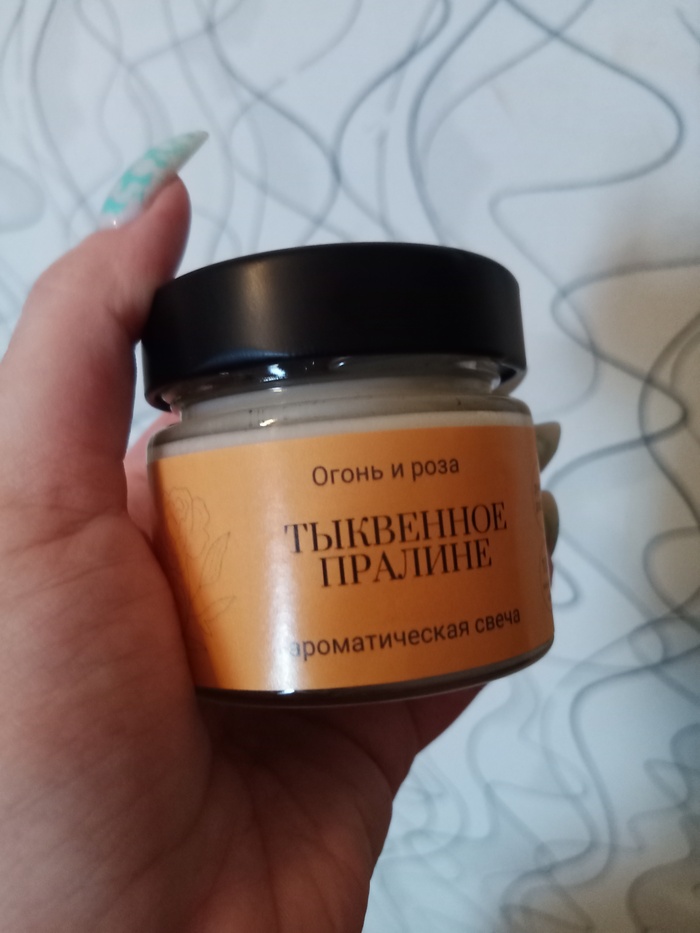 Огонь и роза
ТЫКВЕННОЕ
ПРАЛИНЕ
ароматическая свеча